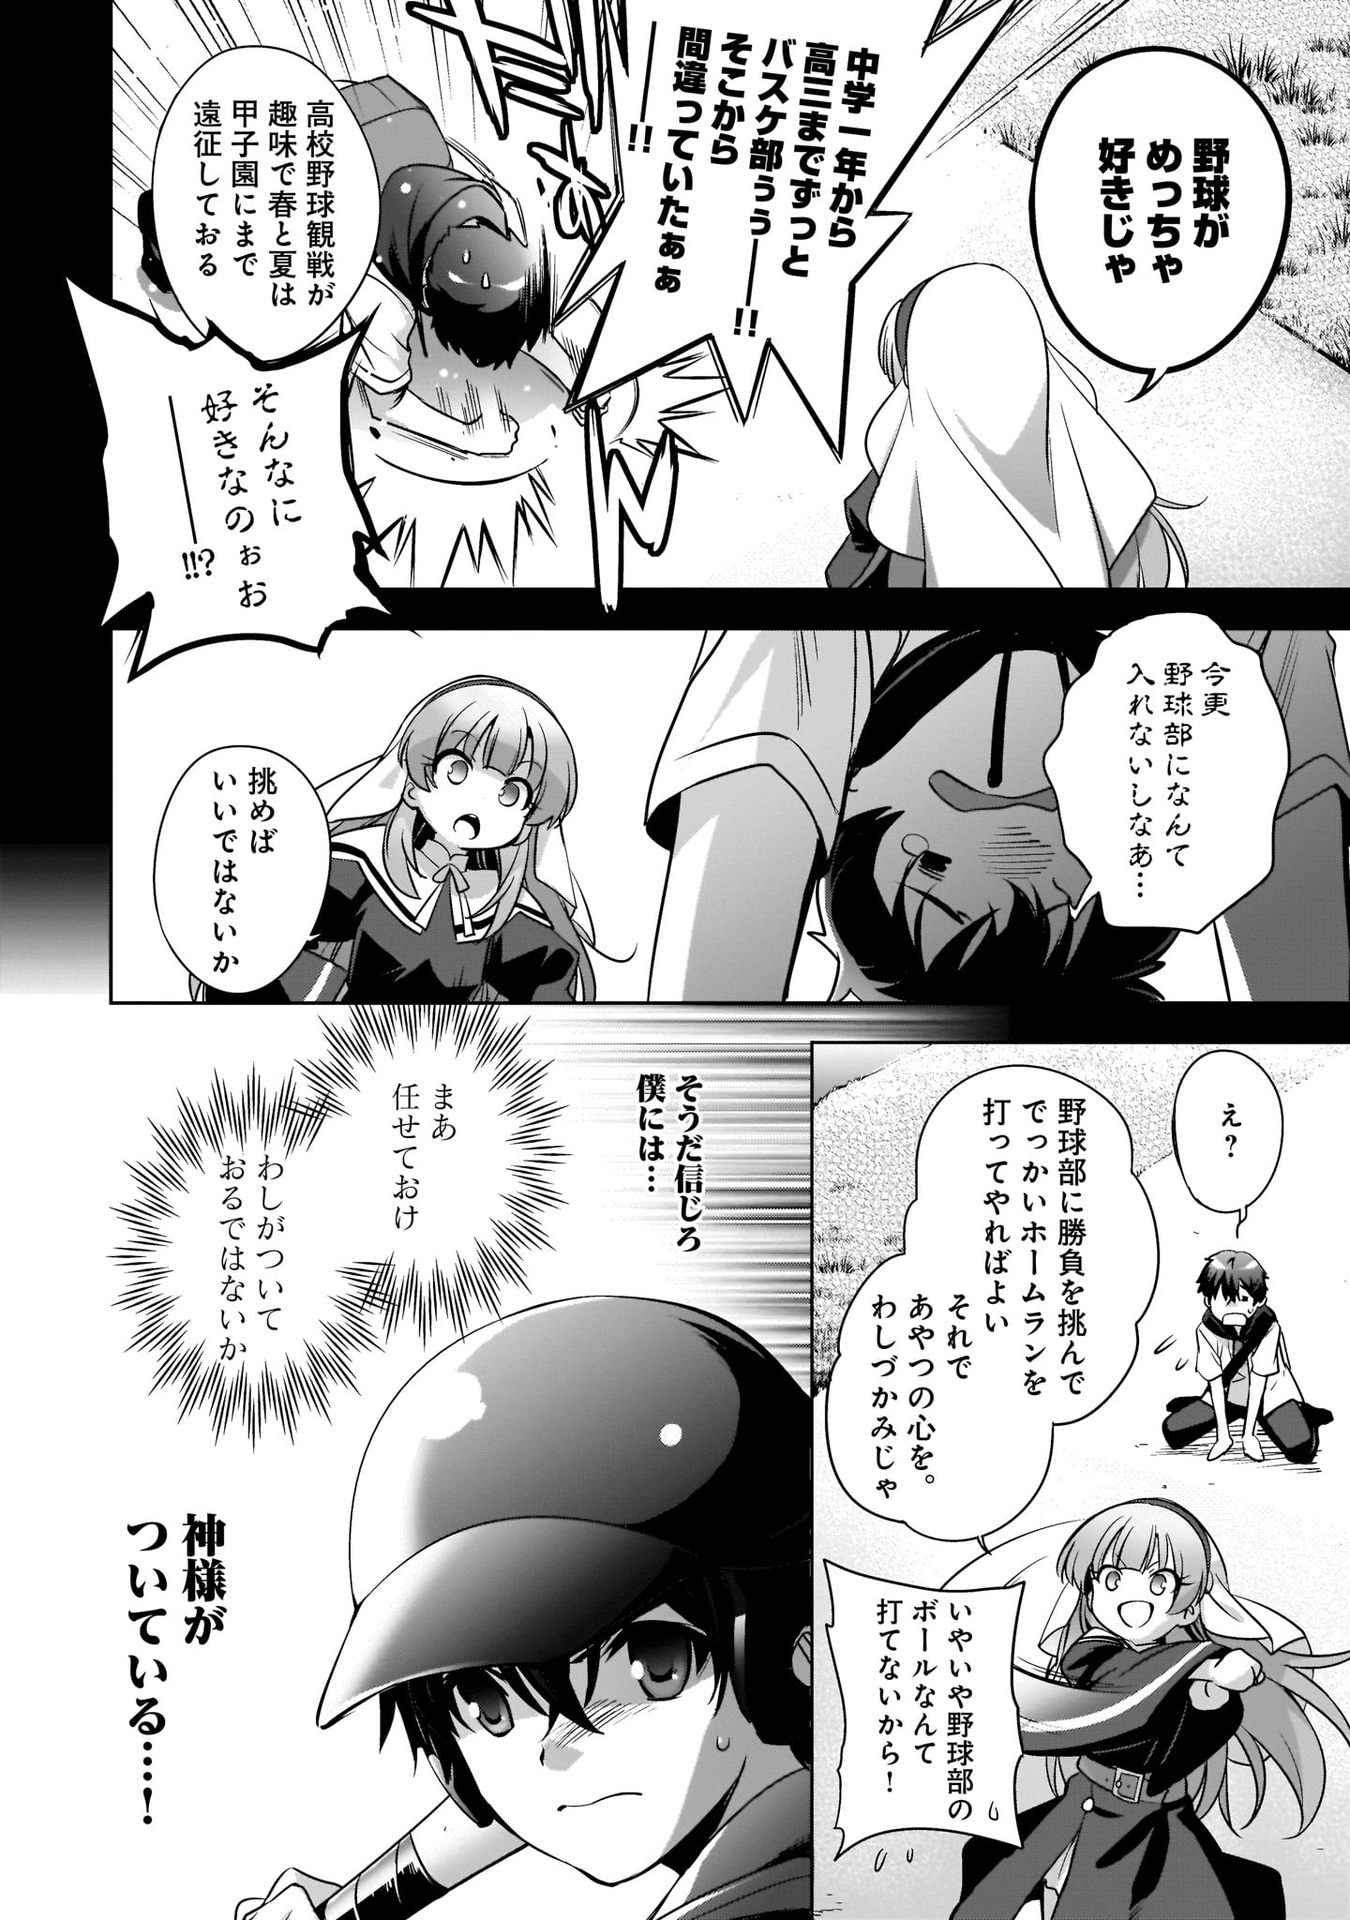 野球が
めっちゃ
好きじゃ
中学一年から
高三までずっと
バスケ部ぅぅ――!!
そこから
間違っていたぁぁ
――!!
高校野球観戦が
趣味で春と夏は
甲子園にまで
遠征しておる
そんなに
好きなのぉぉ
――!!?
今更
野球部になんて
入れないしなあ…
挑めば
いいではないか
え?
野球部に勝負を挑んで
でっかいホームランを
打ってやればよい
それで
あやつの心を。
わしづかみじゃ
いやいや野球部の
ボールなんて
打てないから!
そうだ信じろ
僕には…
まあ
任せておけ
わしがついて
おるではないか
神様が
ついている……!